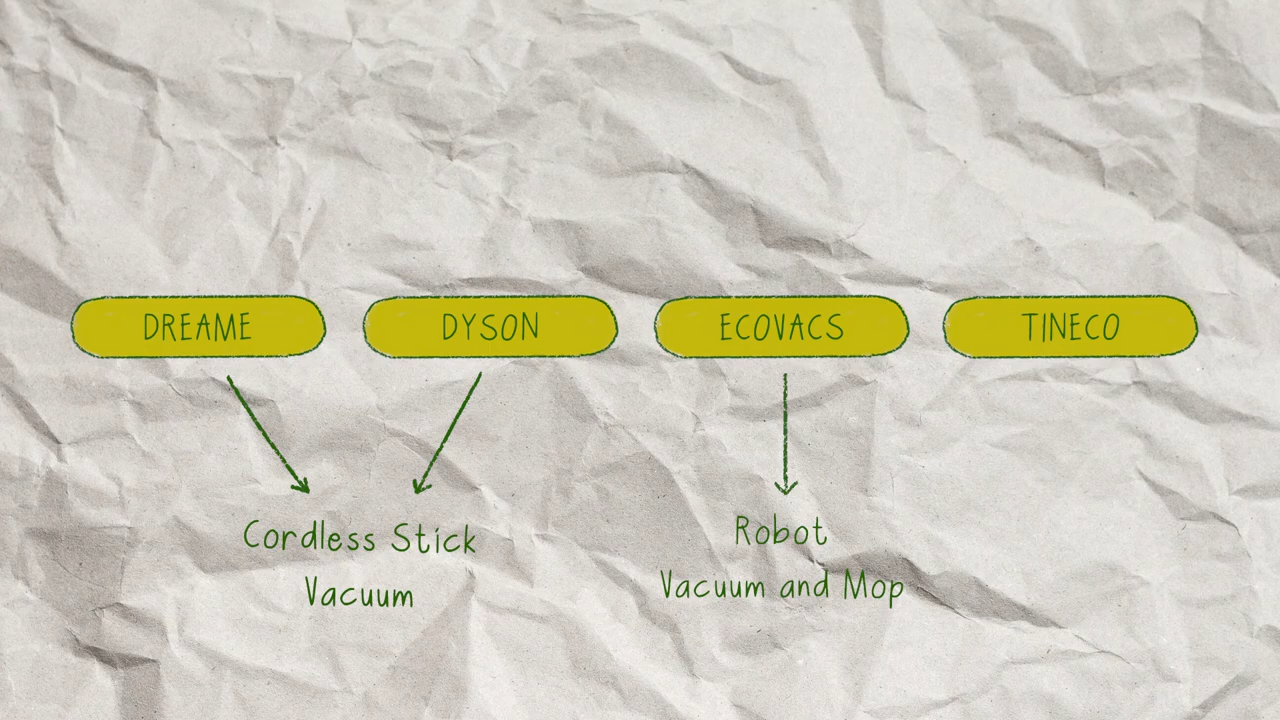 DREAME
DYSON
ECOVACS
TINECO
Cordless Stick
Vacuum
Robot
Vacuum and Mop